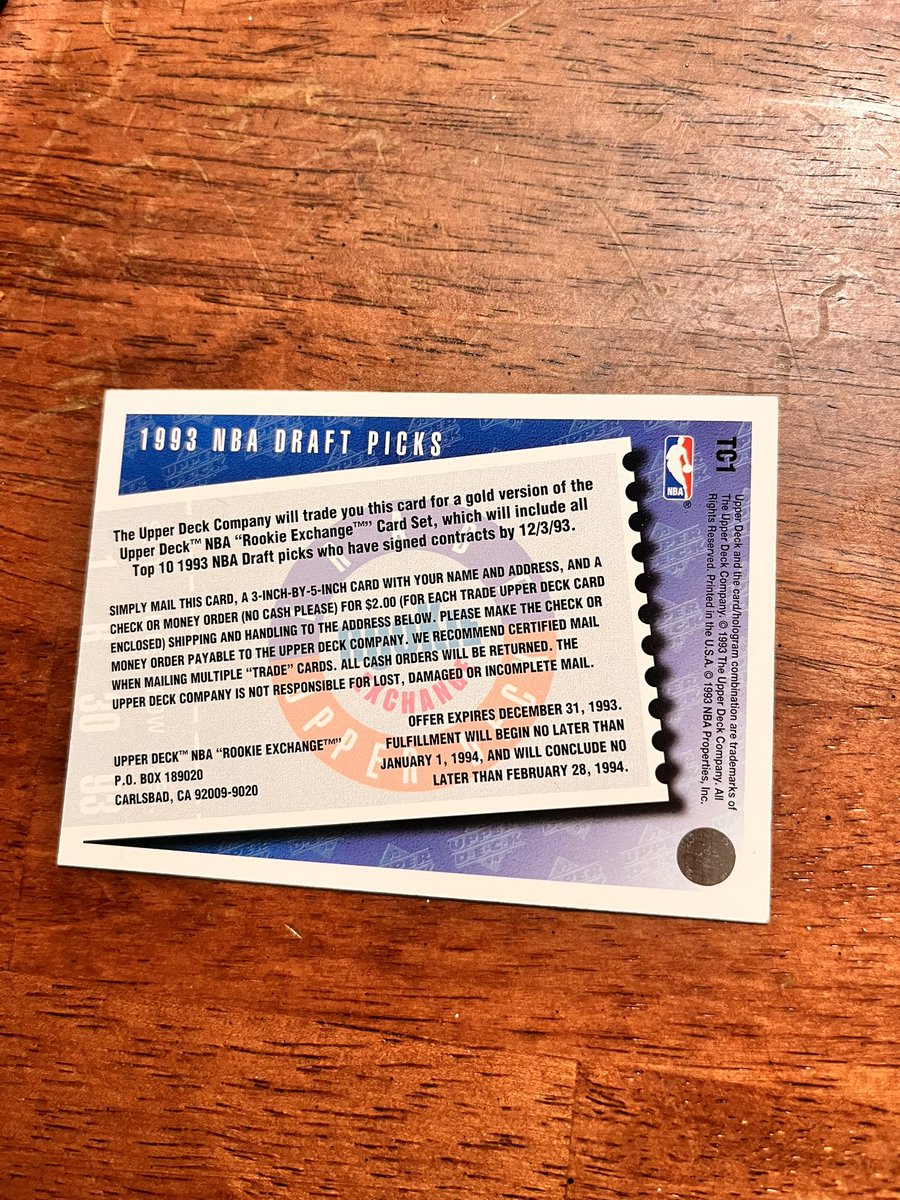 1993 NBA DRAFT PICKS
The Upper Deck Company will trade you this card for a gold version of the
Upper Deck™ NBA “Rookie Exchange™” Card Set, which will include all
Top 10 1993 NBA Draft picks who have signed contracts by 12/3/93.
SIMPLY MAIL THIS CARD, A 3-INCH-BY-5-INCH CARD WITH YOUR NAME AND ADDRESS, AND A
CHECK OR MONEY ORDER (NO CASH PLEASE) FOR $2.00 (FOR EACH TRADE UPPER DECK CARD
ENCLOSED) SHIPPING AND HANDLING TO THE ADDRESS BELOW. PLEASE MAKE THE CHECK OR
MONEY ORDER PAYABLE TO THE UPPER DECK COMPANY. WE RECOMMEND CERTIFIED MAIL
WHEN MAILING MULTIPLE “TRADE” CARDS. ALL CASH ORDERS WILL BE RETURNED. THE
UPPER DECK COMPANY IS NOT RESPONSIBLE FOR LOST, DAMAGED OR INCOMPLETE MAIL.
OFFER EXPIRES DECEMBER 31, 1993.
FULFILLMENT WILL BEGIN NO LATER THAN
JANUARY 1, 1994, AND WILL CONCLUDE NO
LATER THAN FEBRUARY 28, 1994.
UPPER DECK™ NBA “ROOKIE EXCHANGE™”
P.O. BOX 189020
CARLSBAD, CA 92009-9020
EXCHANGE
UPPER
NBA®
TC1
Upper Deck and the card/hologram combination are trademarks of
The Upper Deck Company. © 1993 The Upper Deck Company. All
Rights Reserved. Printed in the U.S.A. © 1993 NBA Properties, Inc.
UPPER
DECK